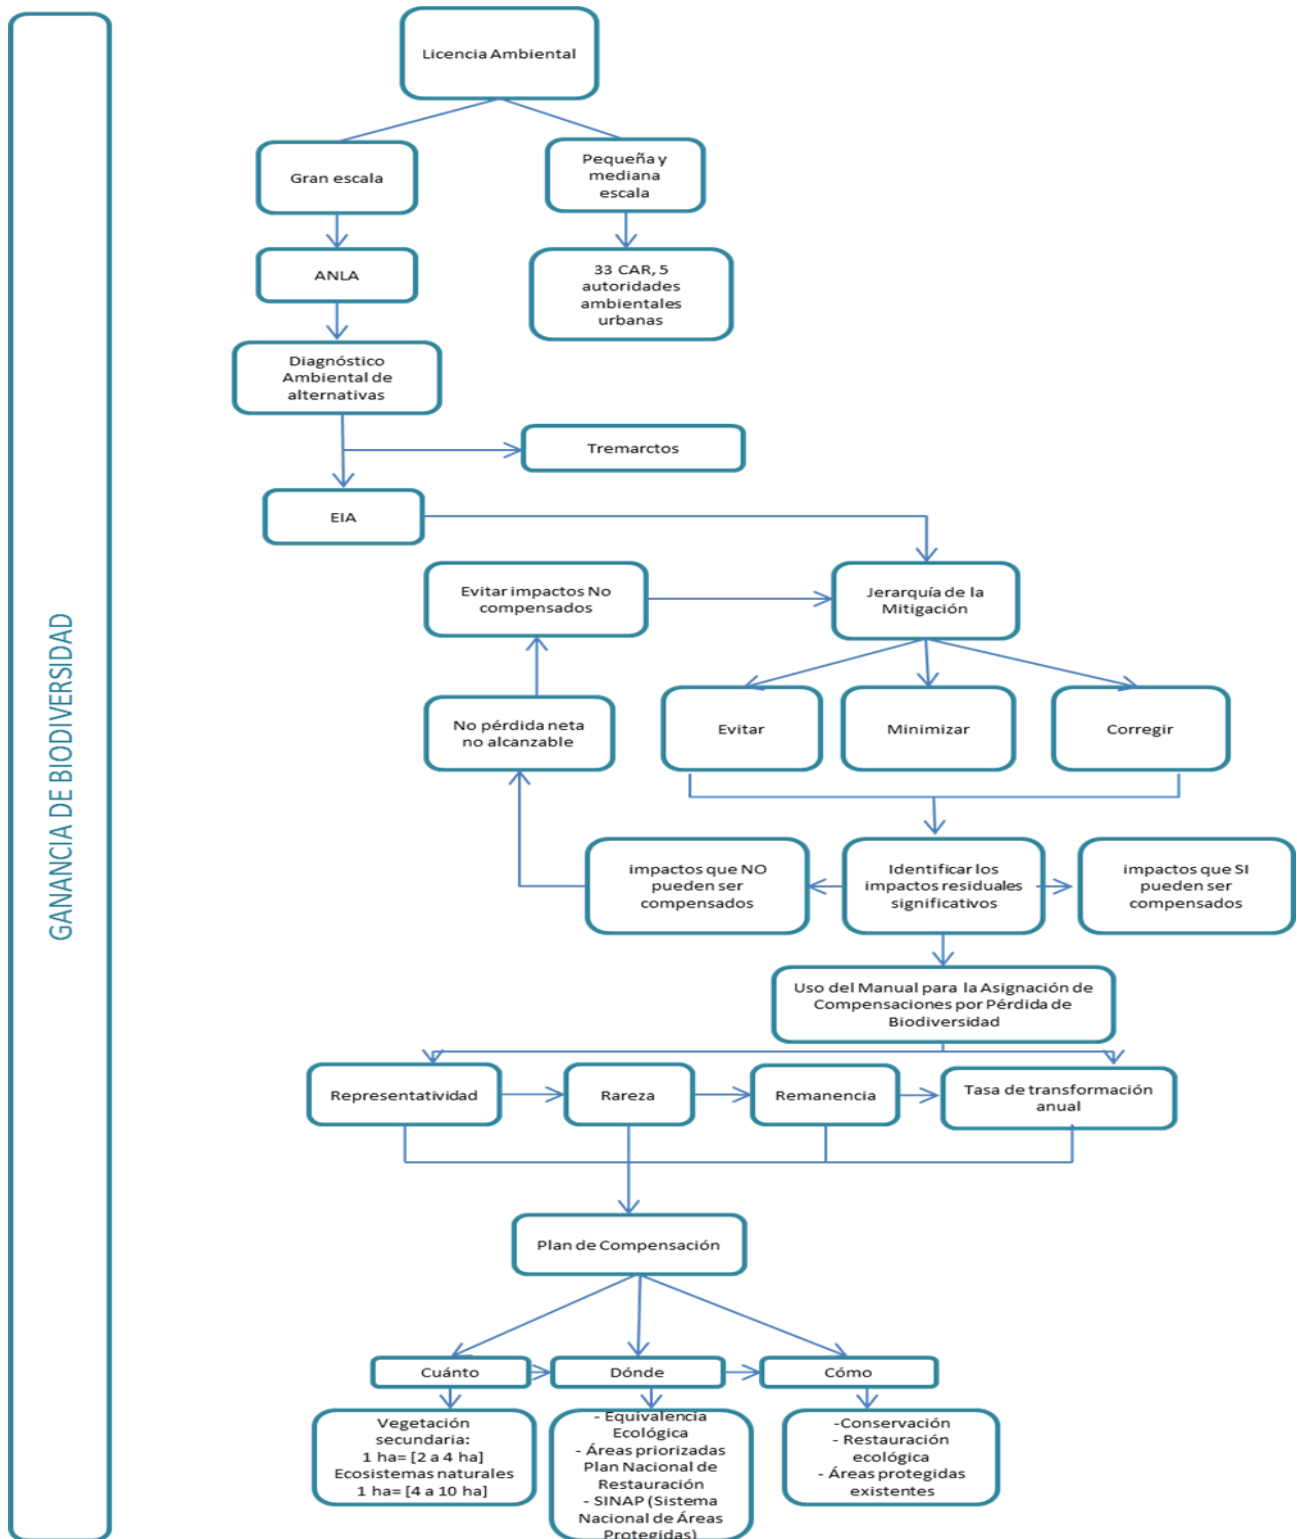 GANANCIA DE BIODIVERSIDAD
Licencia Ambiental
Gran escala
Pequeña y
mediana
escala
ANLA
33 CAR, 5
autoridades
ambientales
urbanas
Diagnóstico
Ambiental de
alternativas
Tremarctos
EIA
Evitar impactos No
compensados
Jerarquía de la
Mitigación
No pérdida neta
no alcanzable
Evitar
Minimizar
Corregir
impactos que NO
pueden ser
compensados
Identificar los
impactos residuales
significativos
impactos que SI
pueden ser
compensados
Uso del Manual para la Asignación de
Compensaciones por Pérdida de
Biodiversidad
Representatividad
Rareza
Remanencia
Tasa de transformación
anual
Plan de Compensación
Cuánto
Dónde
Cómo
Vegetación
secundaria:
1 ha= [2 a 4 ha]
Ecosistemas naturales
1 ha= [4 a 10 ha]
- Equivalencia
Ecológica
- Áreas priorizadas
Plan Nacional de
Restauración
- SINAP (Sistema
Nacional de Áreas
Protegidas)
-Conservación
- Restauración
ecológica
- Áreas protegidas
existentes